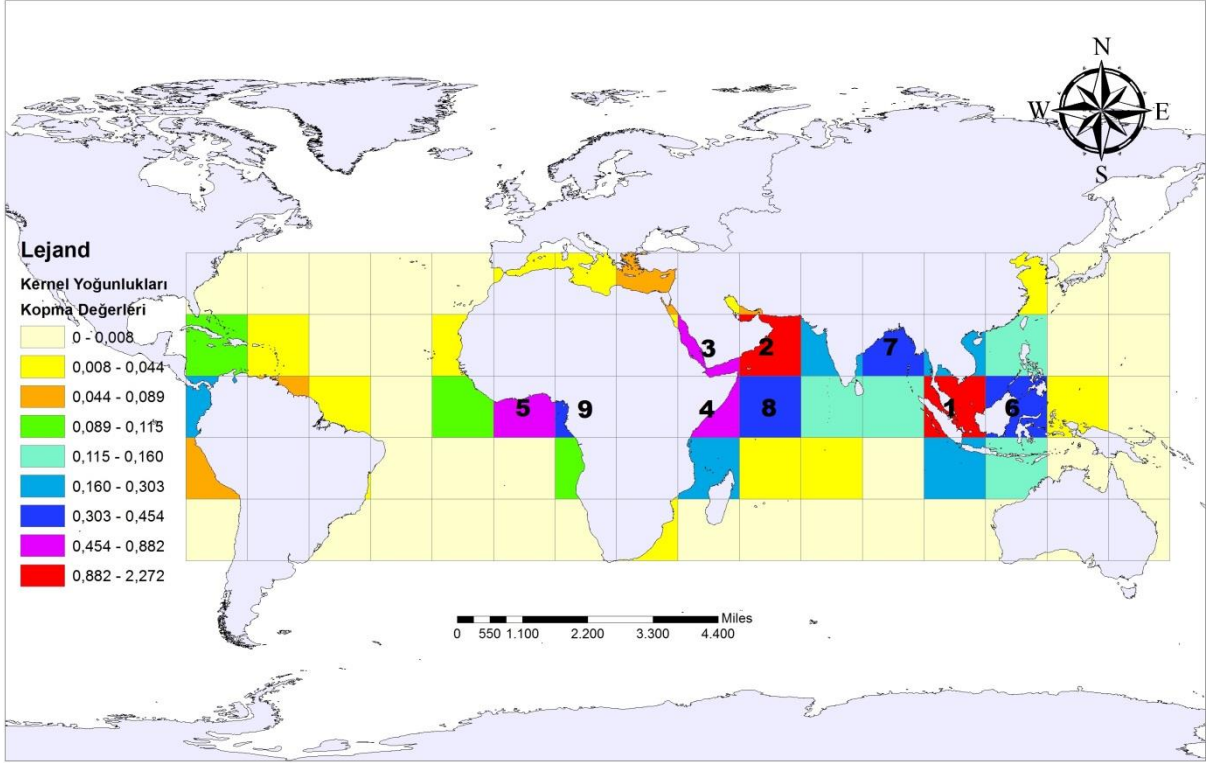 N
W E
S
Lejand
Kernel Yoğunlukları
Kopma Değerleri
0 - 0,008
0,008 - 0,044
0,044 - 0,089
0,089 - 0,115
0,115 - 0,160
0,160 - 0,303
0,303 - 0,454
0,454 - 0,882
0,882 - 2,272
3 2 7
5 9 4 8 1 6
Miles
0 550 1.100 2.200 3.300 4.400